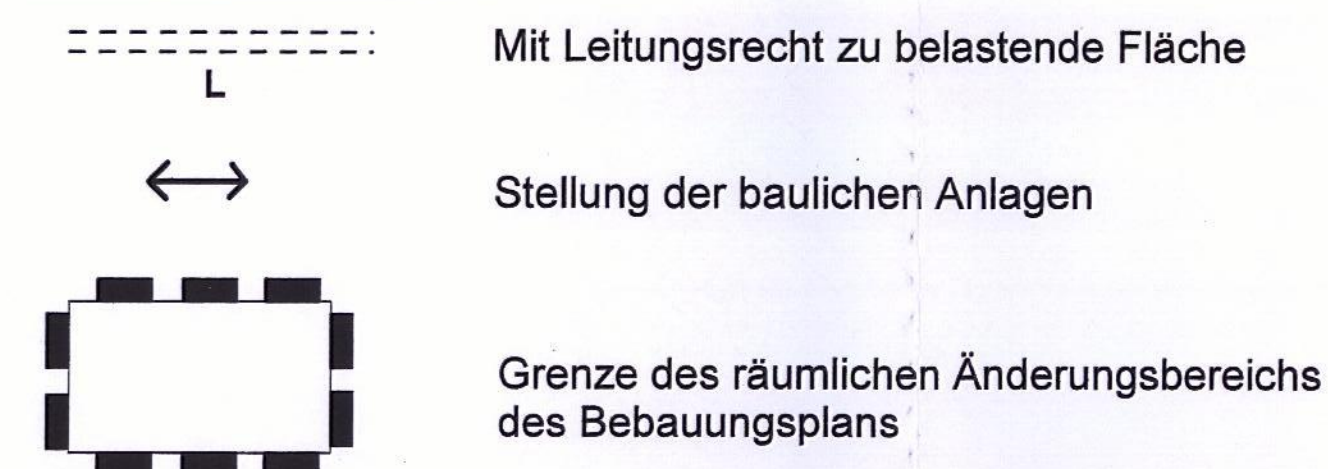 Mit Leitungsrecht zu belastende Fläche
L
Stellung der baulichen Anlagen
Grenze des räumlichen Änderungsbereichs
des Bebauungsplans